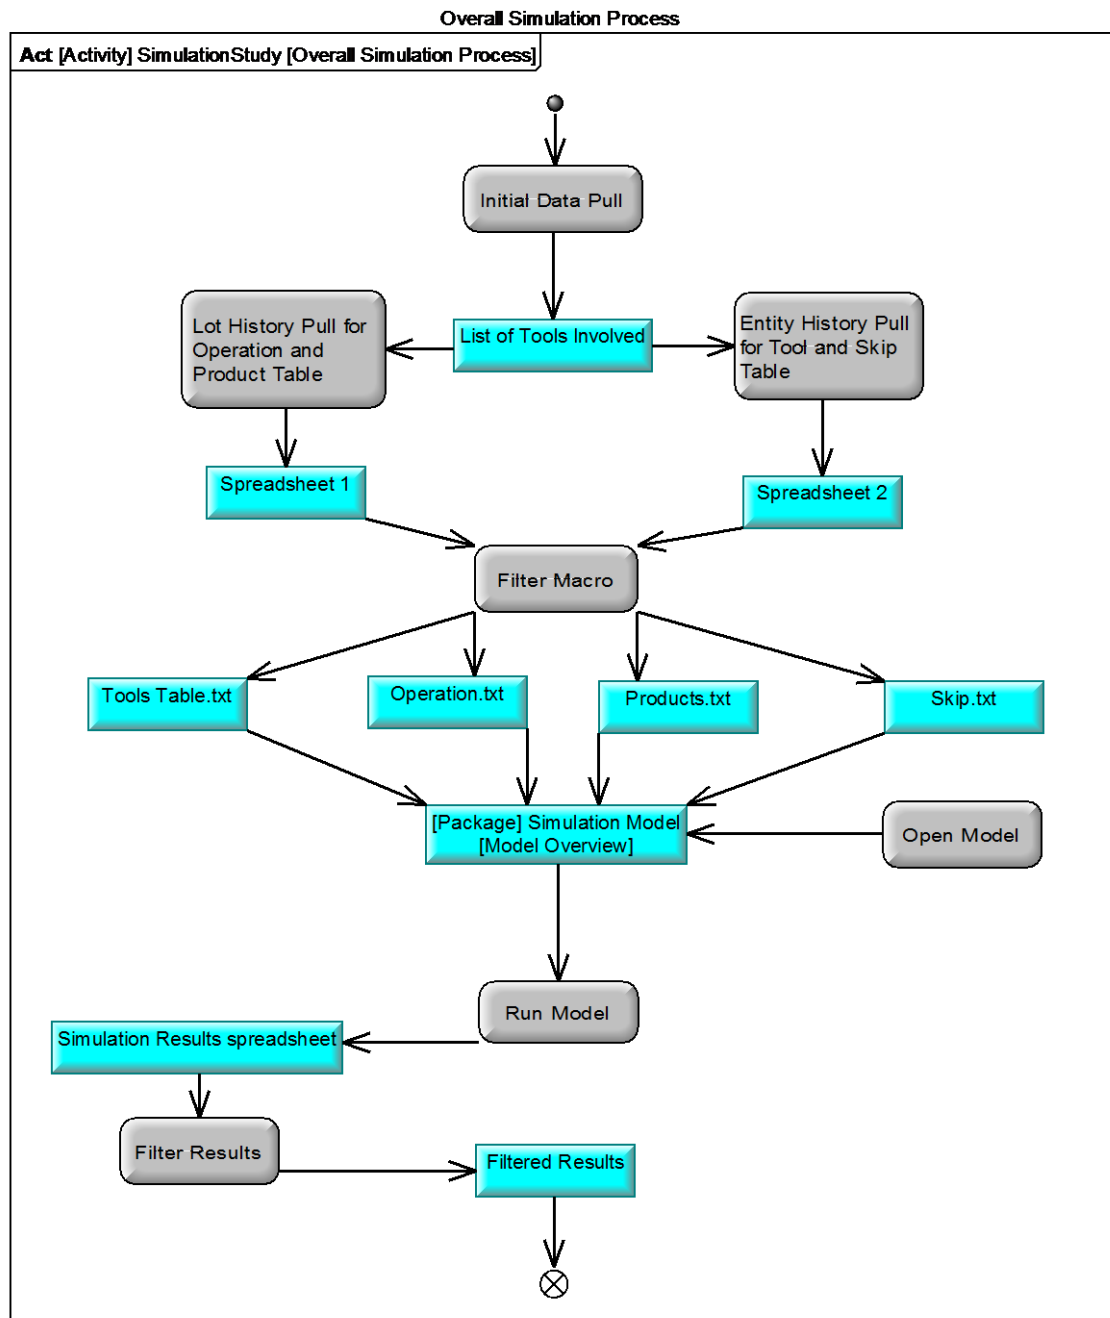 Overall Simulation Process
Act [Activity] SimulationStudy [Overall Simulation Process]
Initial Data Pull
Lot History Pull for
Operation and
Product Table
List of Tools Involved
Entity History Pull
for Tool and Skip
Table
Spreadsheet 1
Spreadsheet 2
Filter Macro
Tools Table.txt
Operation.txt
Products.txt
Skip.txt
[Package] Simulation Model
[Model Overview]
Open Model
Run Model
Simulation Results spreadsheet
Filter Results
Filtered Results